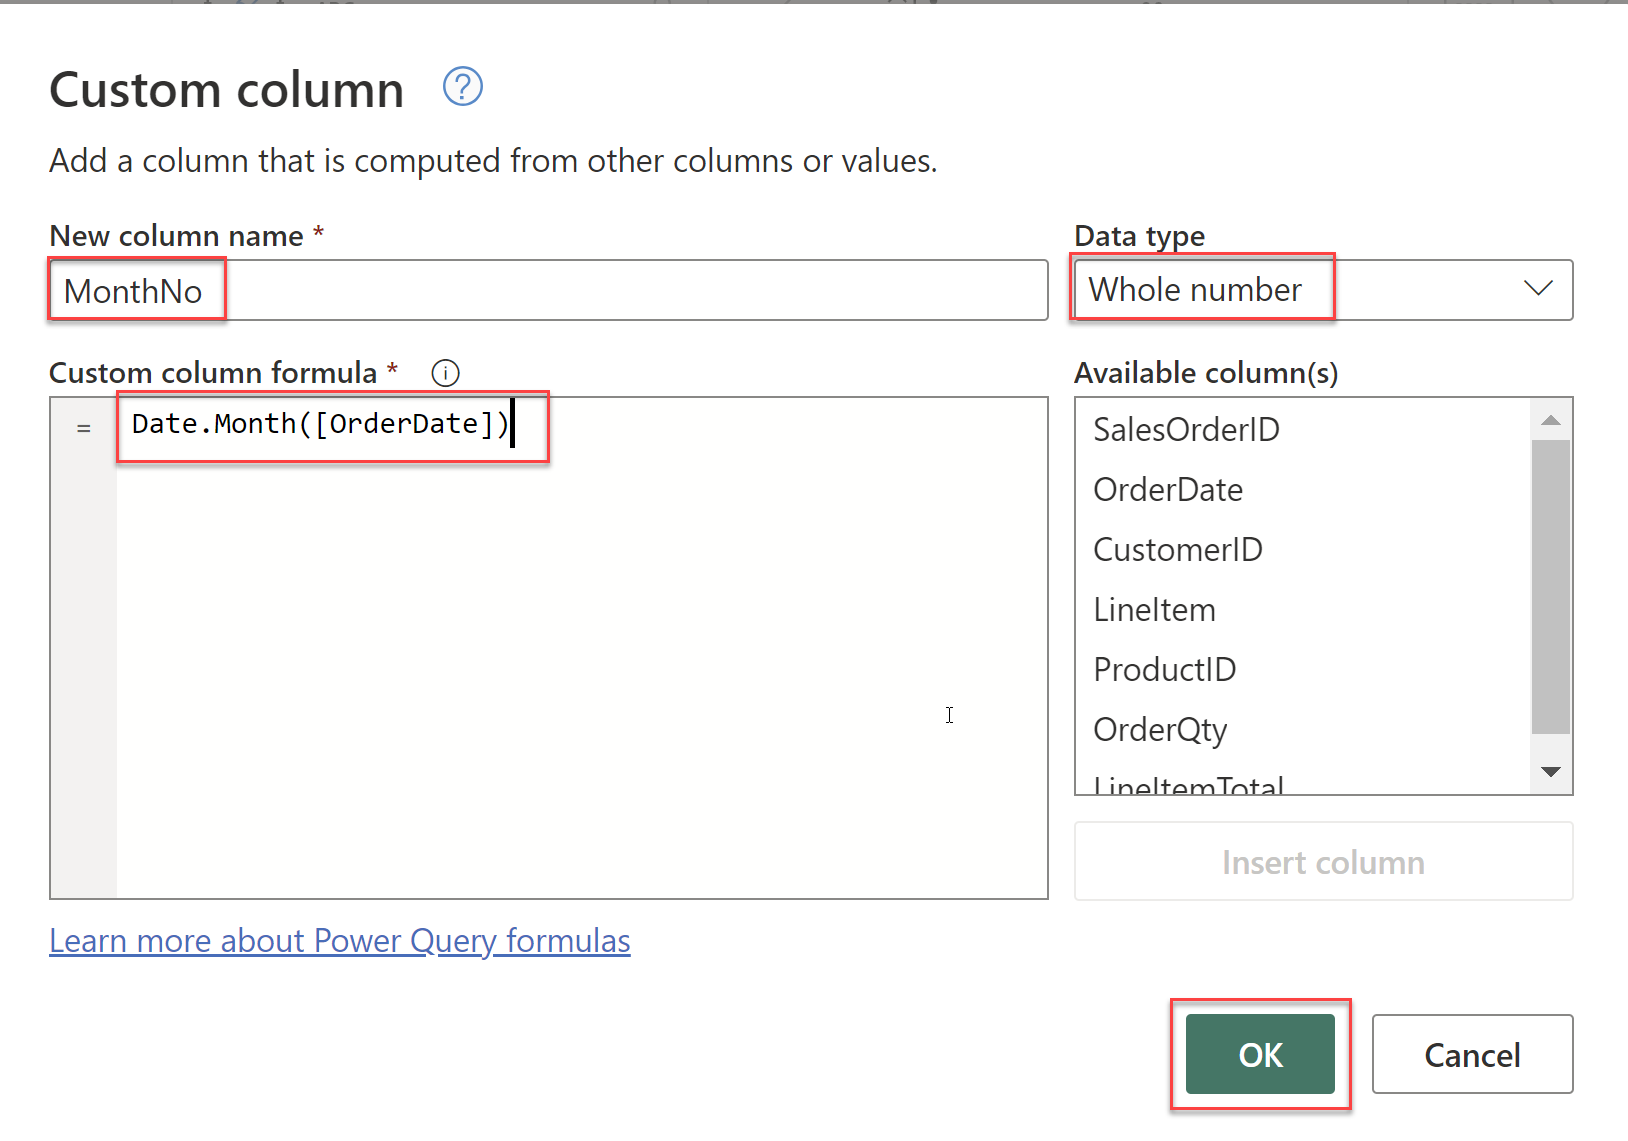 Custom column ?
Add a column that is computed from other columns or values.
New column name *
Data type
MonthNo
Whole number
Custom column formula * i
Available column(s)
= Date.Month([OrderDate])
SalesOrderID
OrderDate
CustomerID
LineItem
ProductID
OrderQty
LineItemTotal
Insert column
Learn more about Power Query formulas
OK
Cancel